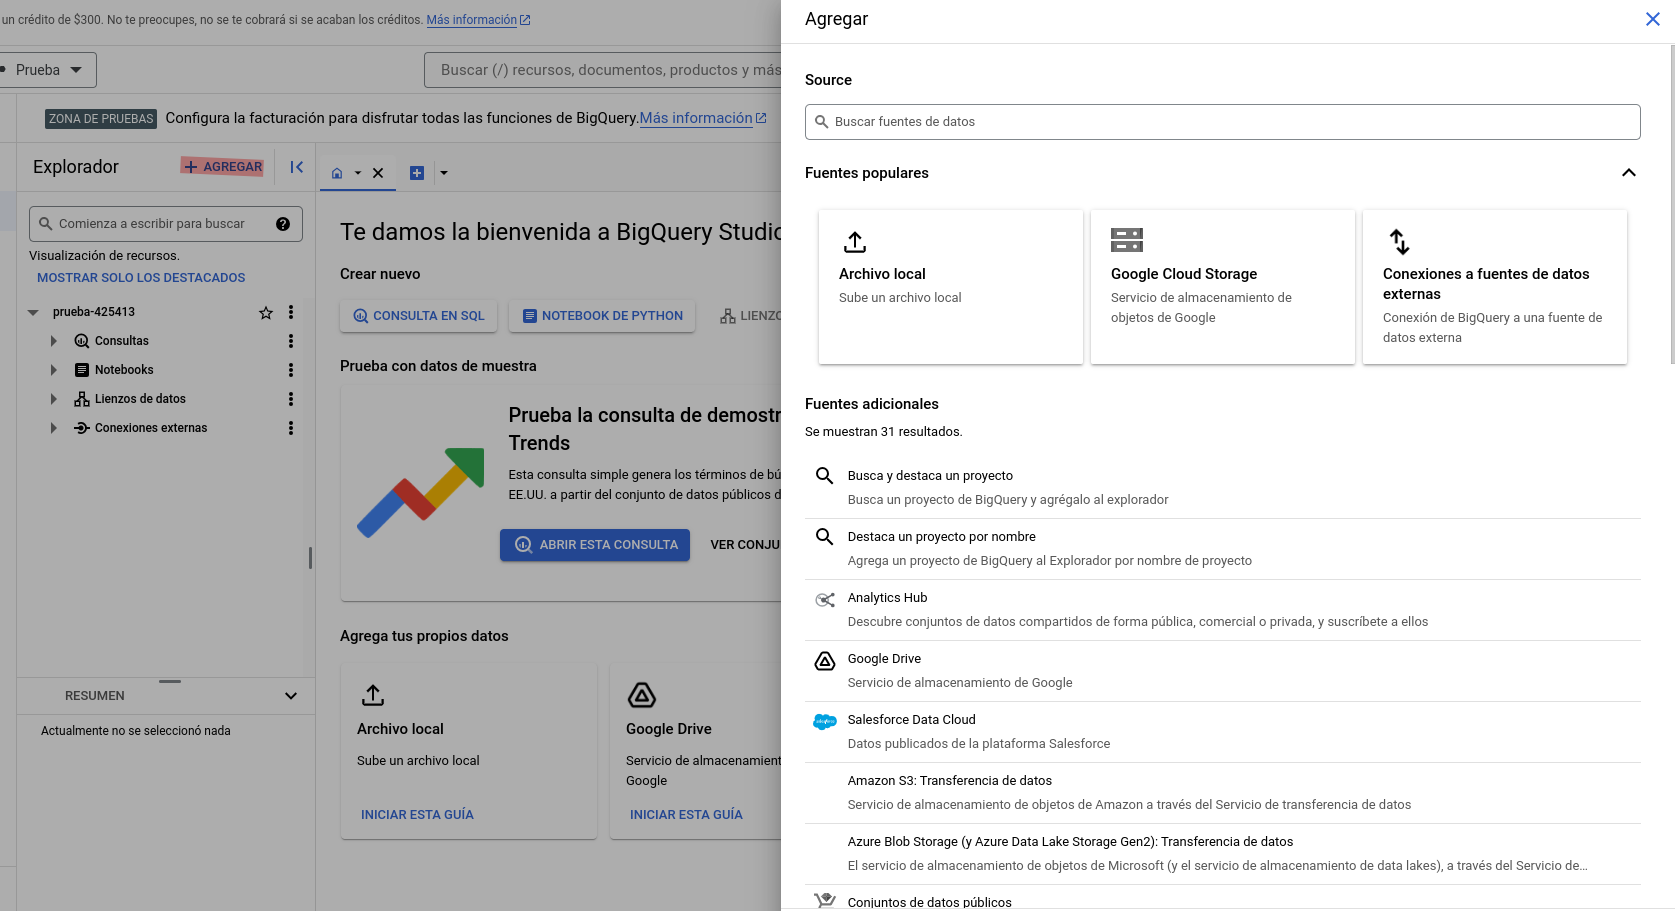 un crédito de $300. No te preocupes, no se te cobrará si se acaban los créditos. Más información
Prueba
Buscar (/) recursos, documentos, productos y más
ZONA DE PRUEBAS Configura la facturación para disfrutar todas las funciones de BigQuery. Más información
Explorador
+ AGREGAR
Comienza a escribir para buscar
Visualización de recursos.
MOSTRAR SOLO LOS DESTACADOS
prueba-425413
Consultas
Notebooks
Lienzos de datos
Conexiones externas
RESUMEN
Actualmente no se seleccionó nada
Te damos la bienvenida a BigQuery Studio
Crear nuevo
CONSULTA EN SQL
NOTEBOOK DE PYTHON
LIENZO
Prueba con datos de muestra
Prueba la consulta de demostr
Trends
Esta consulta simple genera los términos de bú
EE.UU. a partir del conjunto de datos públicos d
ABRIR ESTA CONSULTA
VER CONJU
Agrega tus propios datos
Archivo local
Sube un archivo local
INICIAR ESTA GUÍA
Google Drive
Servicio de almacenamient
Google
INICIAR ESTA GUÍA
Agregar
Source
Buscar fuentes de datos
Fuentes populares
Archivo local
Sube un archivo local
Google Cloud Storage
Servicio de almacenamiento de
objetos de Google
Conexiones a fuentes de datos
externas
Conexión de BigQuery a una fuente de
datos externa
Fuentes adicionales
Se muestran 31 resultados.
Busca y destaca un proyecto
Busca un proyecto de BigQuery y agrégalo al explorador
Destaca un proyecto por nombre
Agrega un proyecto de BigQuery al Explorador por nombre de proyecto
Analytics Hub
Descubre conjuntos de datos compartidos de forma pública, comercial o privada, y suscríbete a ellos
Google Drive
Servicio de almacenamiento de Google
Salesforce Data Cloud
Datos publicados de la plataforma Salesforce
Amazon S3: Transferencia de datos
Servicio de almacenamiento de objetos de Amazon a través del Servicio de transferencia de datos
Azure Blob Storage (y Azure Data Lake Storage Gen2): Transferencia de datos
El servicio de almacenamiento de objetos de Microsoft (y el servicio de almacenamiento de data lakes), a través del Servicio de...
Conjuntos de datos públicos